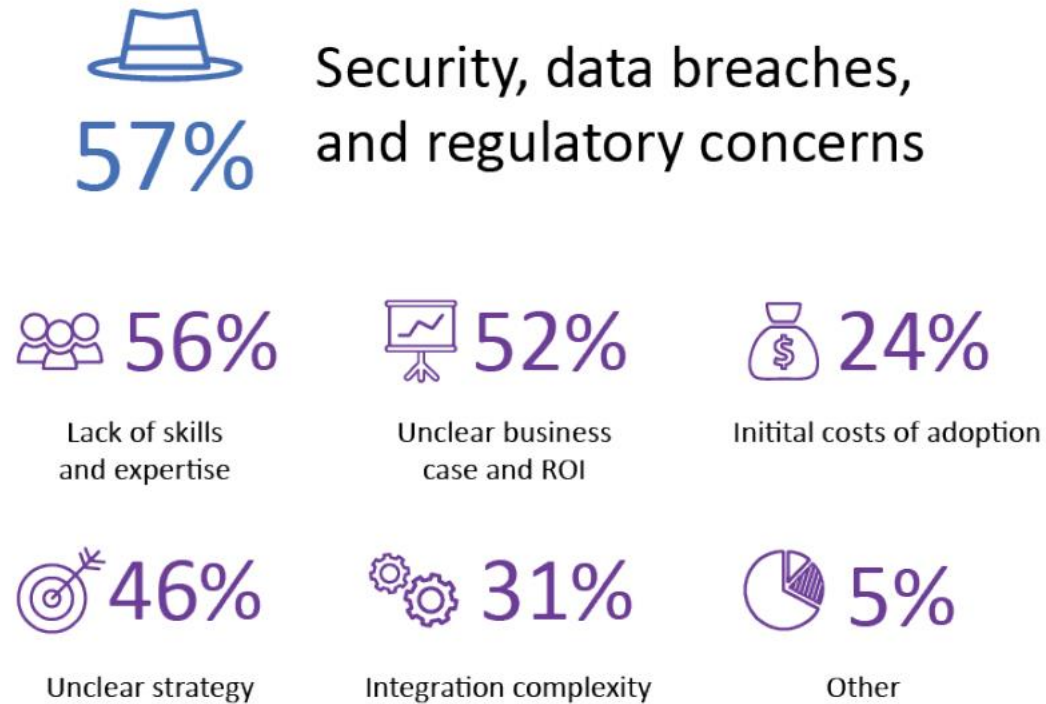 57%
Security, data breaches,
and regulatory concerns
56%
Lack of skills
and expertise
52%
Unclear business
case and ROI
$
24%
Initital costs of adoption
46%
Unclear strategy
31%
Integration complexity
5%
Other